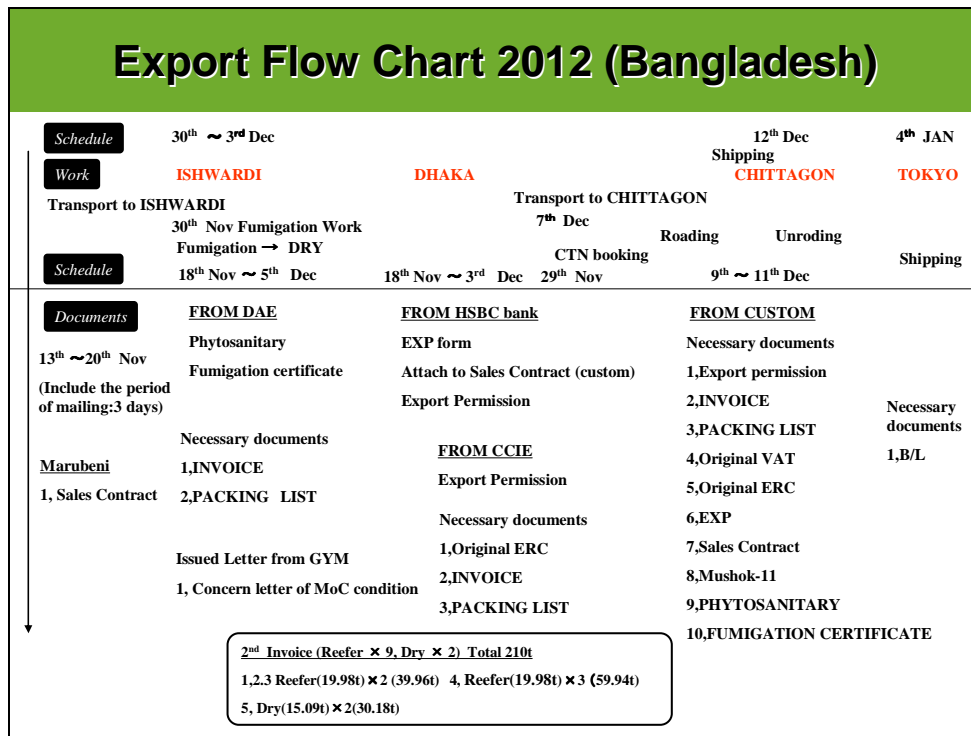 Export Flow Chart 2012 (Bangladesh)
Schedule 30th ～ 3rd Dec 12th Dec 4th JAN
Shipping
Work ISHWARDI DHAKA CHITTAGON TOKYO
Transport to ISHWARDI Transport to CHITTAGON
30th Nov Fumigation Work 7th Dec
Roading Unroding
Fumigation → DRY CTN booking Shipping
Schedule 18th Nov ～ 5th Dec 18th Nov ～ 3rd Dec 29th Nov 9th ～ 11th Dec
Documents
13th ～20th Nov
(Include the period
of mailing:3 days)
Marubeni
1, Sales Contract
FROM DAE
Phytosanitary
Fumigation certificate
Necessary documents
1,INVOICE
2,PACKING LIST
Issued Letter from GYM
1, Concern letter of MoC condition
FROM HSBC bank
EXP form
Attach to Sales Contract (custom)
Export Permission
FROM CCIE
Export Permission
Necessary documents
1,Original ERC
2,INVOICE
3,PACKING LIST
FROM CUSTOM
Necessary documents
1,Export permission
2,INVOICE
3,PACKING LIST
4,Original VAT
5,Original ERC
6,EXP
7,Sales Contract
8,Mushok-11
9,PHYTOSANITARY
10,FUMIGATION CERTIFICATE
Necessary
documents
1,B/L
2nd Invoice (Reefer × 9, Dry × 2) Total 210t
1,2.3 Reefer(19.98t) × 2 (39.96t) 4, Reefer(19.98t) × 3 (59.94t)
5, Dry(15.09t) × 2(30.18t)